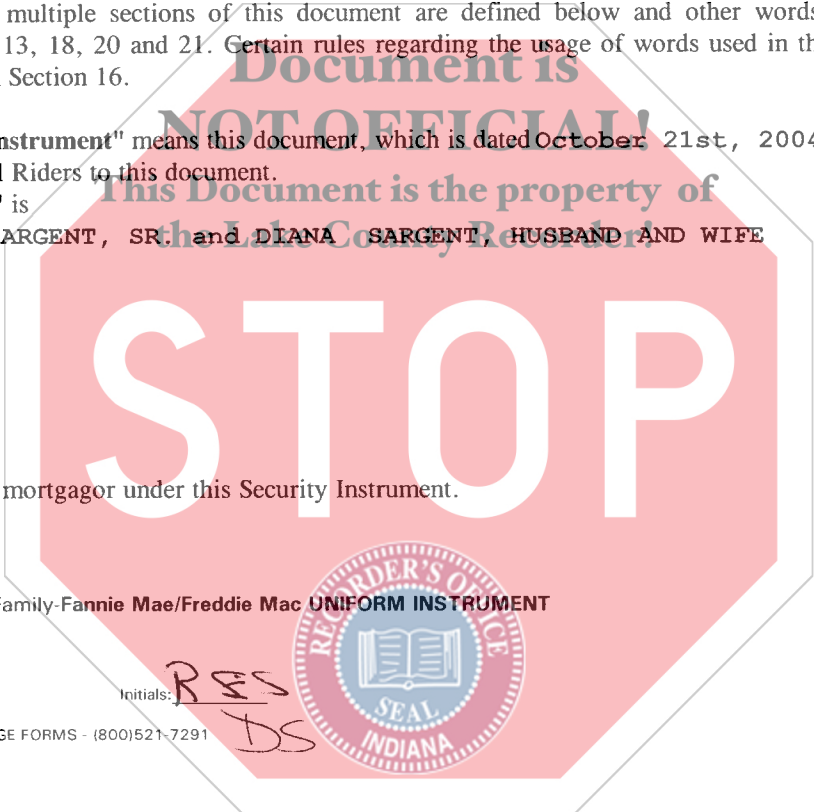 multiple sections of this document are defined below and other words
13, 18, 20 and 21. Certain rules regarding the usage of words used in th
Section 16.
Document is
NOT OFFICIAL!
nstrument" means this document, which is dated October 21st, 2004
Riders to this document.
This Document is the property of
" is
the Lake County Recorder!
ARGENT, SR. and DIANA SARGENT, HUSBAND AND WIFE
STOP
mortgagor under this Security Instrument.
Family-Fannie Mae/Freddie Mac UNIFORM INSTRUMENT
RECORDER'S OFFICE
SEAL
INDIANA
Initials: RSS
DS
GE FORMS - (800)521-7291